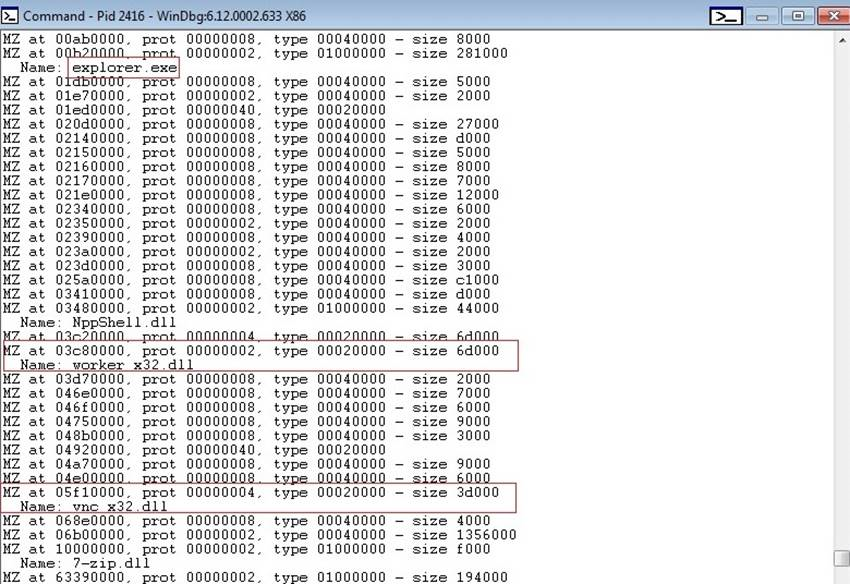 Command - Pid 2416 - WinDbg:6.12.0002.633 X86
MZ at 00ab0000, prot 00000008, type 00040000 - size 8000
MZ at 00b20000, prot 00000002, type 01000000 - size 281000
Name: explorer.exe
MZ at 01db0000, prot 00000008, type 00040000 - size 5000
MZ at 01e70000, prot 00000002, type 00040000 - size 2000
MZ at 01ed0000, prot 00000040, type 00020000
MZ at 020d0000, prot 00000008, type 00040000 - size 27000
MZ at 02140000, prot 00000008, type 00040000 - size d000
MZ at 02150000, prot 00000008, type 00040000 - size 5000
MZ at 02160000, prot 00000008, type 00040000 - size 8000
MZ at 02170000, prot 00000008, type 00040000 - size 7000
MZ at 021e0000, prot 00000008, type 00040000 - size 12000
MZ at 02340000, prot 00000008, type 00040000 - size 6000
MZ at 02350000, prot 00000002, type 00040000 - size 2000
MZ at 02390000, prot 00000008, type 00040000 - size 4000
MZ at 023a0000, prot 00000002, type 00040000 - size 2000
MZ at 023d0000, prot 00000008, type 00040000 - size 3000
MZ at 025a0000, prot 00000008, type 00040000 - size c1000
MZ at 03410000, prot 00000008, type 00040000 - size d000
MZ at 03480000, prot 00000002, type 01000000 - size 44000
Name: NppShell.dll
MZ at 03c20000, prot 00000004, type 00020000 - size 6d000
MZ at 03c80000, prot 00000002, type 00020000 - size 6d000
Name: worker_x32.dll
MZ at 03d70000, prot 00000008, type 00040000 - size 2000
MZ at 046e0000, prot 00000008, type 00040000 - size 7000
MZ at 046f0000, prot 00000008, type 00040000 - size 6000
MZ at 04750000, prot 00000008, type 00040000 - size 9000
MZ at 048b0000, prot 00000008, type 00040000 - size 3000
MZ at 04920000, prot 00000040, type 00020000
MZ at 04a70000, prot 00000008, type 00040000 - size 9000
MZ at 04e00000, prot 00000008, type 00040000 - size 6000
MZ at 05f10000, prot 00000004, type 00020000 - size 3d000
Name: vnc_x32.dll
MZ at 068e0000, prot 00000008, type 00040000 - size 4000
MZ at 06b00000, prot 00000002, type 00040000 - size 1356000
MZ at 10000000, prot 00000002, type 01000000 - size f000
Name: 7-zip.dll
MZ at 63390000, prot 00000002, type 01000000 - size 194000